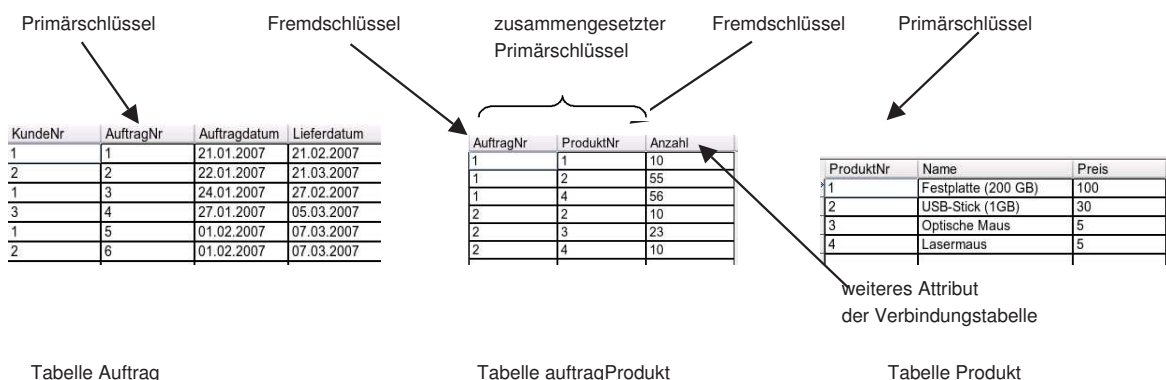 Primärschlüssel Fremdschlüssel zusammengesetzter Fremdschlüssel Primärschlüssel
Primärschlüssel
KundeNr AuftragNr Auftragdatum Lieferdatum
1 1 21.01.2007 21.02.2007
2 2 22.01.2007 21.03.2007
1 3 24.01.2007 27.02.2007
3 4 27.01.2007 05.03.2007
1 5 01.02.2007 07.03.2007
2 6 01.02.2007 07.03.2007
AuftragNr ProduktNr Anzahl
1 1 10
1 2 55
1 4 56
2 2 10
2 3 23
2 4 10
ProduktNr Name Preis
1 Festplatte (200 GB) 100
2 USB-Stick (1GB) 30
3 Optische Maus 5
4 Lasermaus 5
weiteres Attribut
der Verbindungstabelle
Tabelle Auftrag Tabelle auftragProdukt Tabelle Produkt